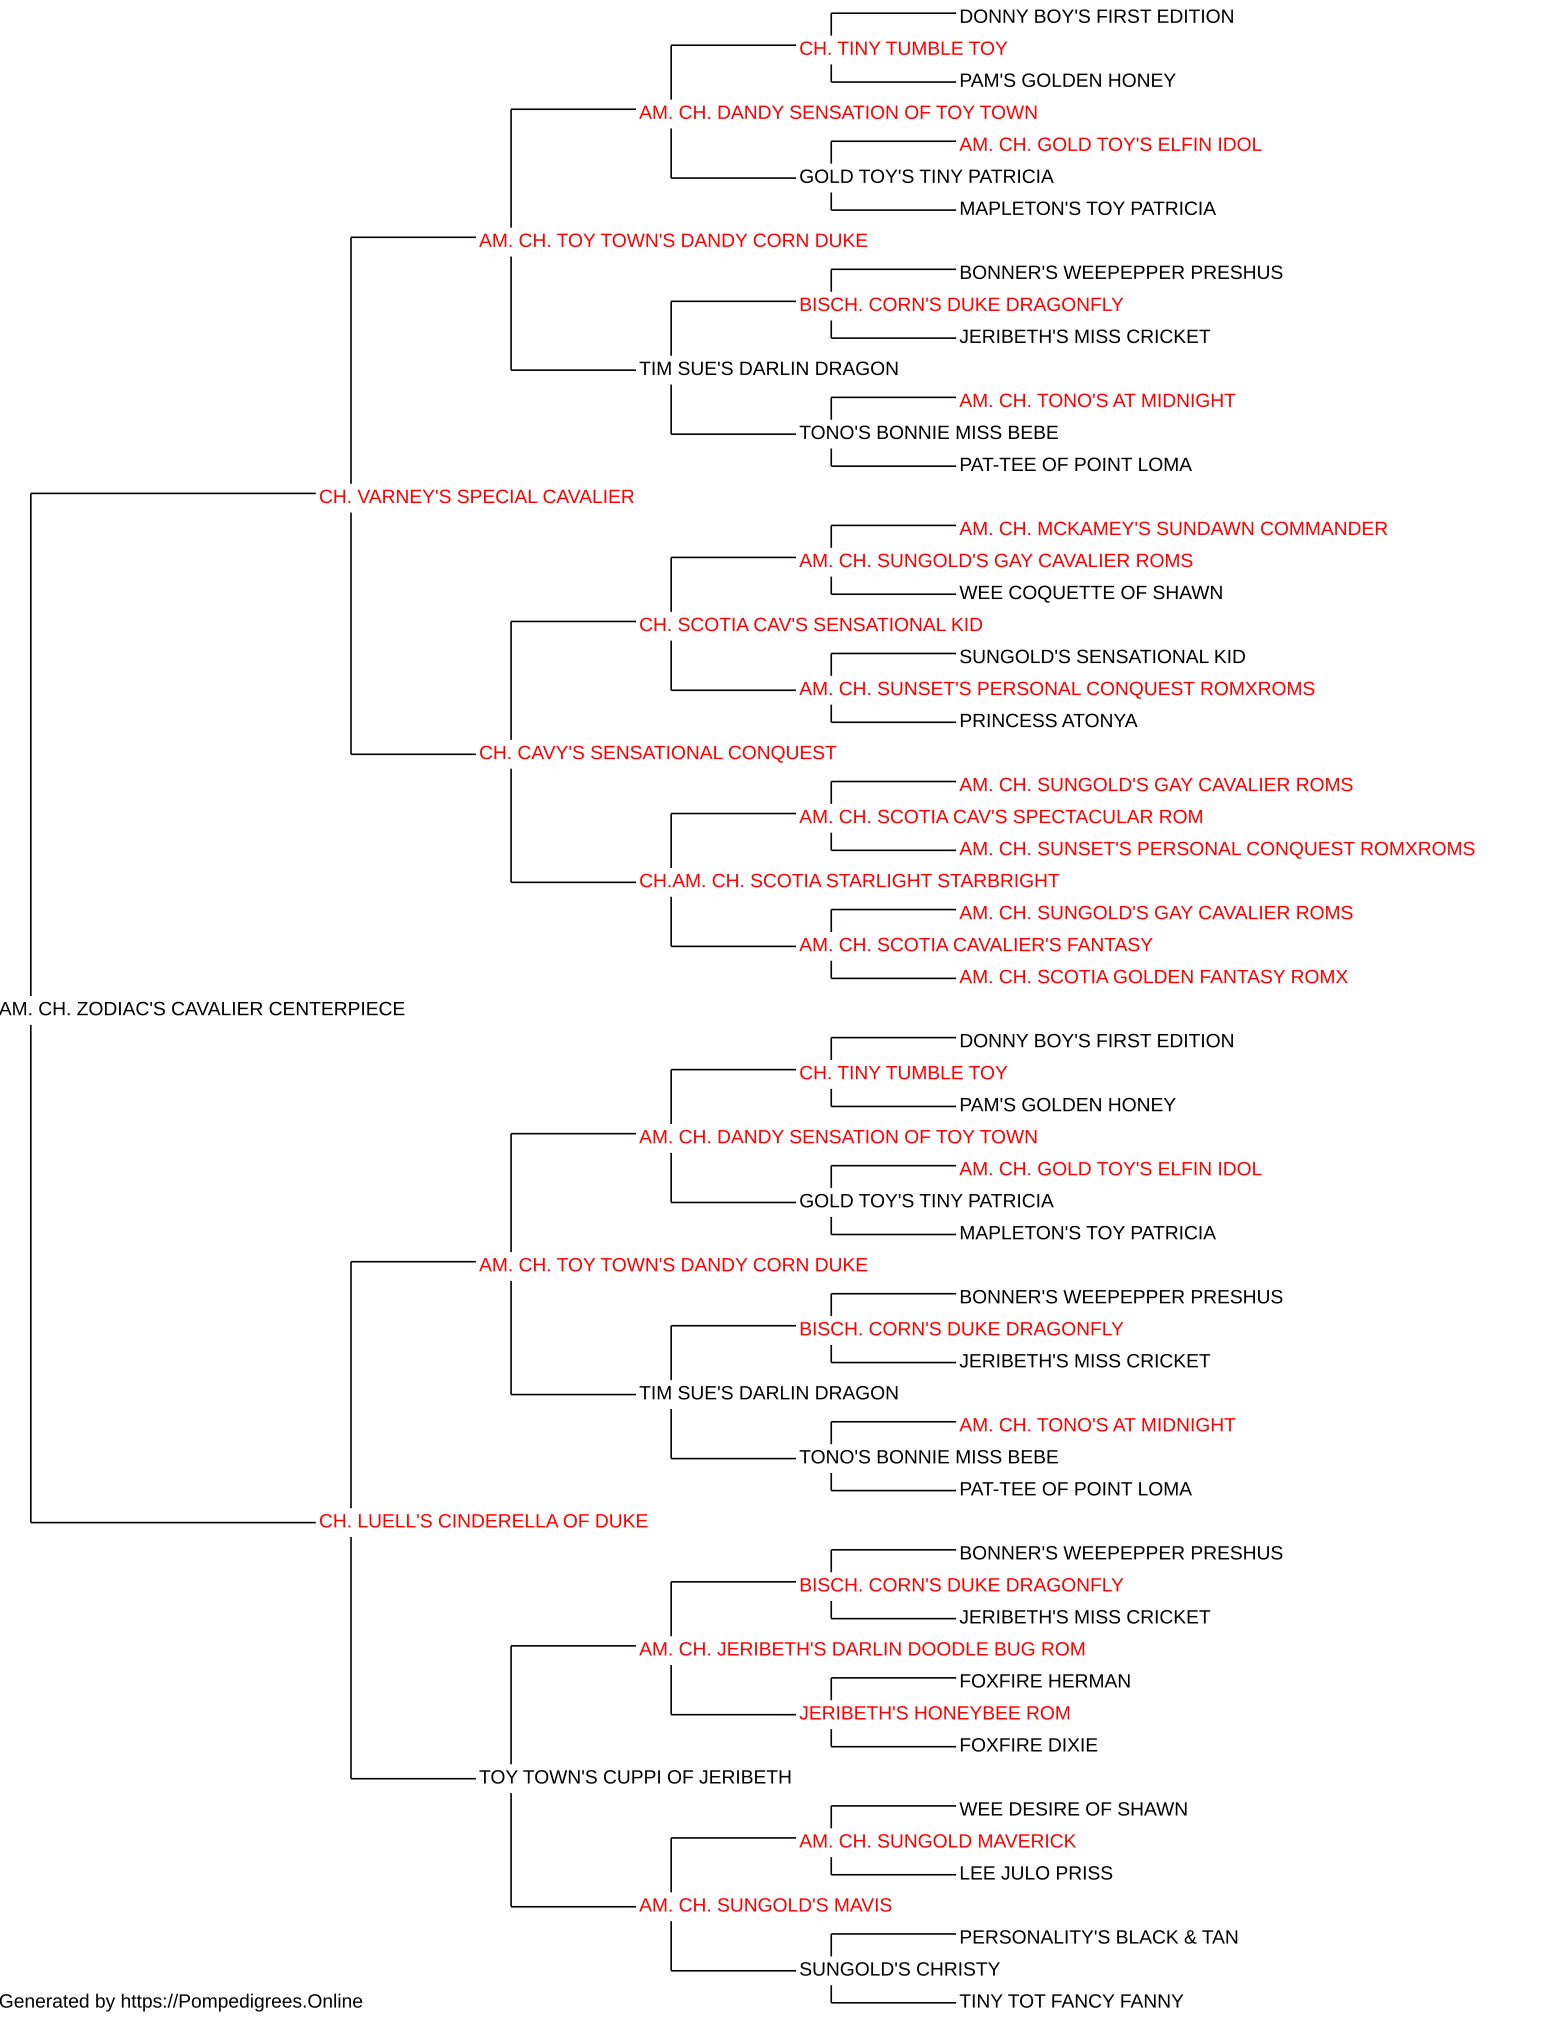 DONNY BOY'S FIRST EDITION
CH. TINY TUMBLE TOY
PAM'S GOLDEN HONEY
AM. CH. DANDY SENSATION OF TOY TOWN
AM. CH. GOLD TOY'S ELFIN IDOL
GOLD TOY'S TINY PATRICIA
MAPLETON'S TOY PATRICIA
AM. CH. TOY TOWN'S DANDY CORN DUKE
BONNER'S WEEPEPPER PRESHUS
BISCH. CORN'S DUKE DRAGONFLY
JERIBETH'S MISS CRICKET
TIM SUE'S DARLIN DRAGON
AM. CH. TONO'S AT MIDNIGHT
TONO'S BONNIE MISS BEBE
PAT-TEE OF POINT LOMA
CH. VARNEY'S SPECIAL CAVALIER
AM. CH. MCKAMEY'S SUNDAWN COMMANDER
AM. CH. SUNGOLD'S GAY CAVALIER ROMS
WEE COQUETTE OF SHAWN
CH. SCOTIA CAV'S SENSATIONAL KID
SUNGOLD'S SENSATIONAL KID
AM. CH. SUNSET'S PERSONAL CONQUEST ROMXROMS
PRINCESS ATONYA
CH. CAVY'S SENSATIONAL CONQUEST
AM. CH. SUNGOLD'S GAY CAVALIER ROMS
AM. CH. SCOTIA CAV'S SPECTACULAR ROM
AM. CH. SUNSET'S PERSONAL CONQUEST ROMXROMS
CH.AM. CH. SCOTIA STARLIGHT STARBRIGHT
AM. CH. SUNGOLD'S GAY CAVALIER ROMS
AM. CH. SCOTIA CAVALIER'S FANTASY
AM. CH. SCOTIA GOLDEN FANTASY ROMX
AM. CH. ZODIAC'S CAVALIER CENTERPIECE
DONNY BOY'S FIRST EDITION
CH. TINY TUMBLE TOY
PAM'S GOLDEN HONEY
AM. CH. DANDY SENSATION OF TOY TOWN
AM. CH. GOLD TOY'S ELFIN IDOL
GOLD TOY'S TINY PATRICIA
MAPLETON'S TOY PATRICIA
AM. CH. TOY TOWN'S DANDY CORN DUKE
BONNER'S WEEPEPPER PRESHUS
BISCH. CORN'S DUKE DRAGONFLY
JERIBETH'S MISS CRICKET
TIM SUE'S DARLIN DRAGON
AM. CH. TONO'S AT MIDNIGHT
TONO'S BONNIE MISS BEBE
PAT-TEE OF POINT LOMA
CH. LUELL'S CINDERELLA OF DUKE
BONNER'S WEEPEPPER PRESHUS
BISCH. CORN'S DUKE DRAGONFLY
JERIBETH'S MISS CRICKET
AM. CH. JERIBETH'S DARLIN DOODLE BUG ROM
FOXFIRE HERMAN
JERIBETH'S HONEYBEE ROM
FOXFIRE DIXIE
TOY TOWN'S CUPPI OF JERIBETH
WEE DESIRE OF SHAWN
AM. CH. SUNGOLD MAVERICK
LEE JULO PRISS
AM. CH. SUNGOLD'S MAVIS
PERSONALITY'S BLACK & TAN
SUNGOLD'S CHRISTY
TINY TOT FANCY FANNY
Generated by https://Pompedigrees.Online